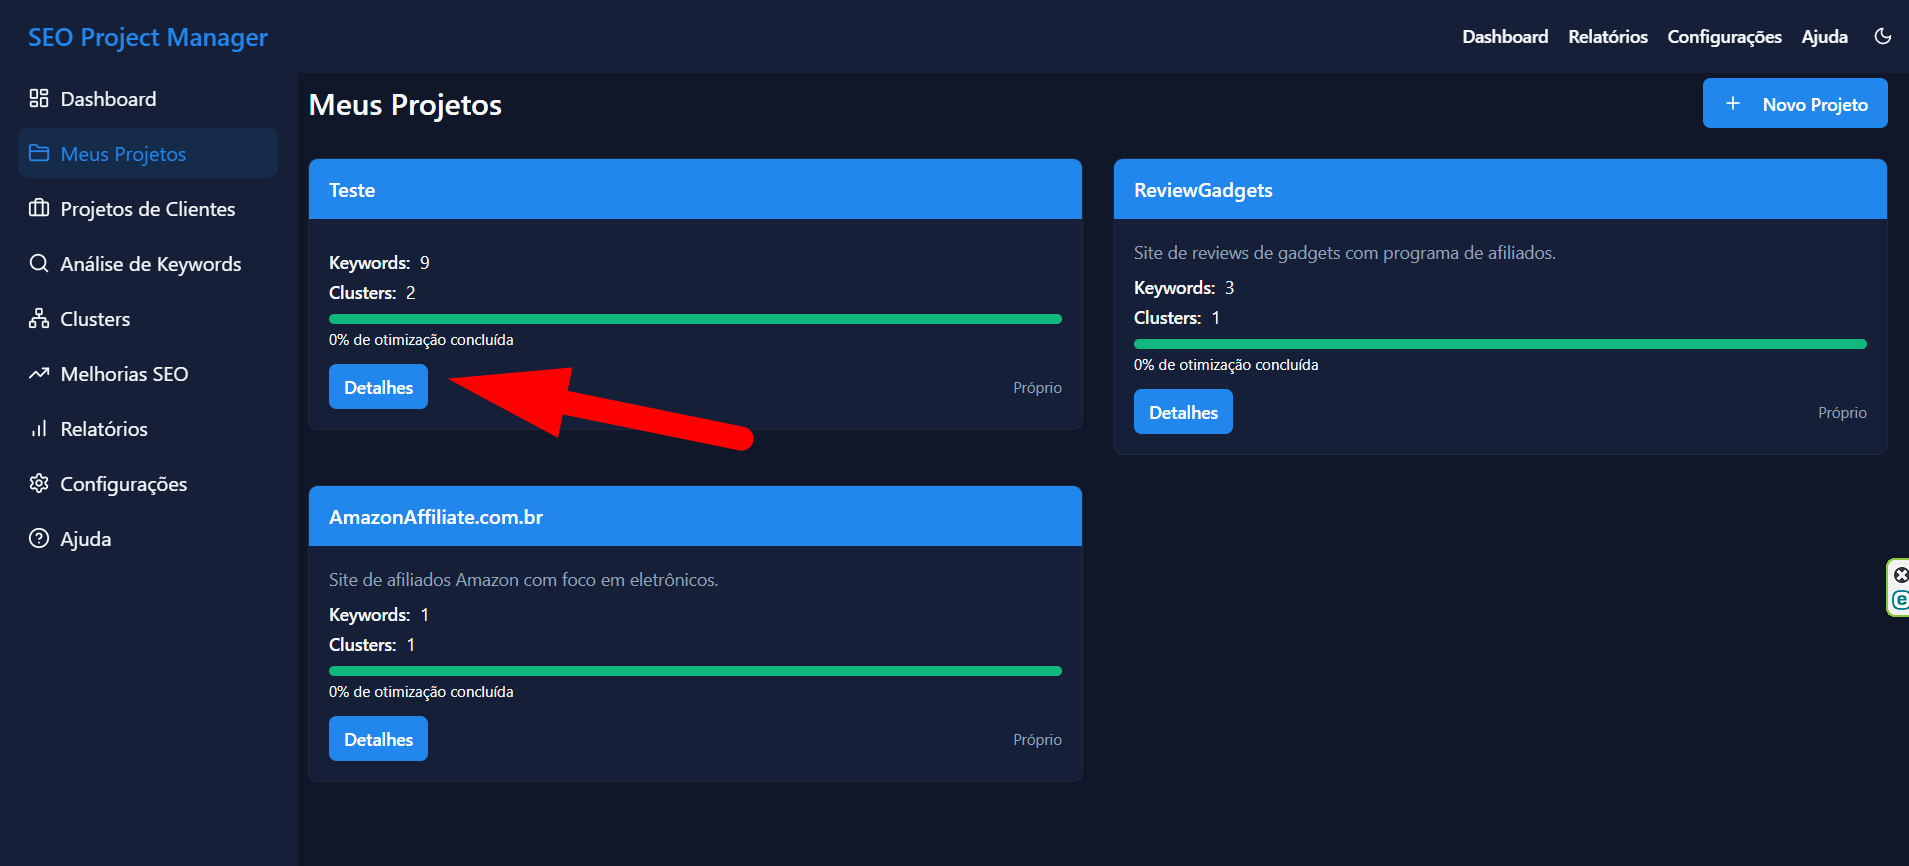 SEO Project Manager
Dashboard Relatórios Configurações Ajuda
Dashboard
Meus Projetos
Projetos de Clientes
Análise de Keywords
Clusters
Melhorias SEO
Relatórios
Configurações
Ajuda
Meus Projetos
+ Novo Projeto
Teste
Keywords: 9
Clusters: 2
0% de otimização concluída
Detalhes
Próprio
ReviewGadgets
Site de reviews de gadgets com programa de afiliados.
Keywords: 3
Clusters: 1
0% de otimização concluída
Detalhes
Próprio
AmazonAffiliate.com.br
Site de afiliados Amazon com foco em eletrônicos.
Keywords: 1
Clusters: 1
0% de otimização concluída
Detalhes
Próprio